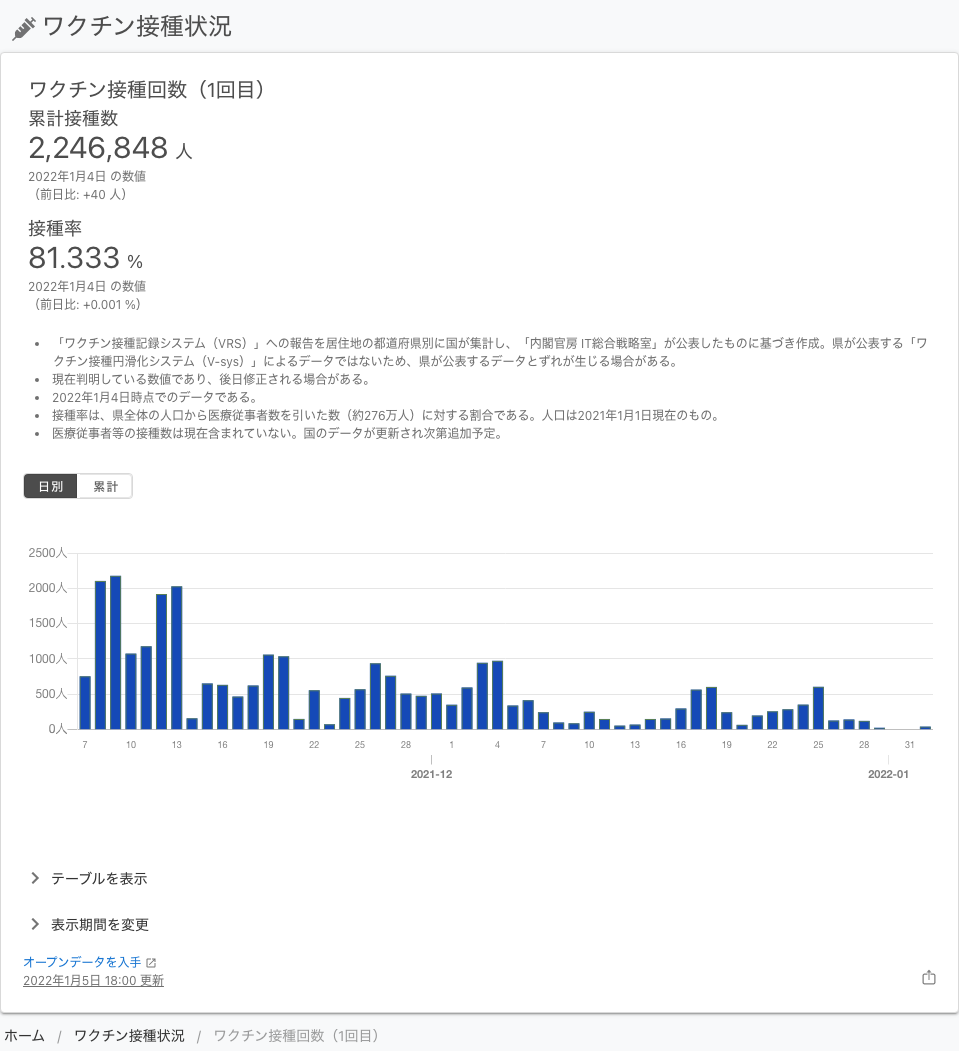 ワクチン接種状況
ワクチン接種回数（1回目）
累計接種数
2,246,848 人
2022年1月4日 の数値
（前日比: +40 人）
接種率
81.333 %
2022年1月4日 の数値
（前日比: +0.001 %）
• 「ワクチン接種記録システム（VRS）」への報告を居住地の都道府県別に国が集計し、「内閣官房 IT総合戦略室」が公表したものに基づき作成。県が公表する「ワ
クチン接種円滑化システム（V-sys）」によるデータではないため、県が公表するデータとずれが生じる場合がある。
• 現在判明している数値であり、後日修正される場合がある。
• 2022年1月4日時点でのデータである。
• 接種率は、県全体の人口から医療従事者数を引いた数（約276万人）に対する割合である。人口は2021年1月1日現在のもの。
• 医療従事者等の接種数は現在含まれていない。国のデータが更新され次第追加予定。
日別 累計
2500人
2000人
1500人
1000人
500人
0人
7 10 13 16 19 22 25 28 1 4 7 10 13 16 19 22 25 28 31
2021-12 2022-01
テーブルを表示
表示期間を変更
オープンデータを入手
2022年1月5日 18:00 更新
ホーム / ワクチン接種状況 / ワクチン接種回数（1回目）